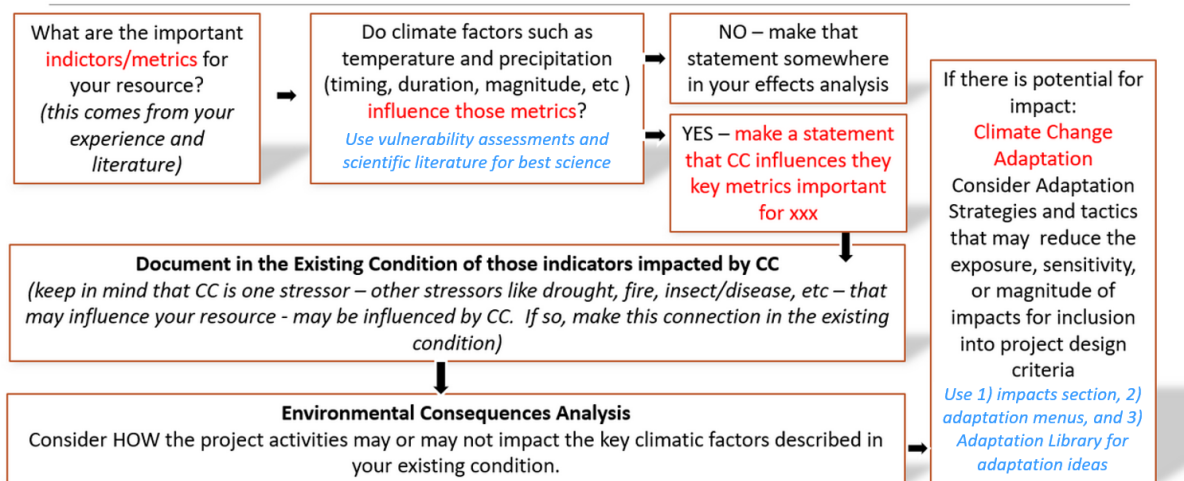 What are the important
indictors/metrics for
your resource?
(this comes from your
experience and
literature)
Do climate factors such as
temperature and precipitation
(timing, duration, magnitude, etc )
influence those metrics?
Use vulnerability assessments and
scientific literature for best science
NO – make that
statement somewhere
in your effects analysis
YES – make a statement
that CC influences they
key metrics important
for xxx
Document in the Existing Condition of those indicators impacted by CC
(keep in mind that CC is one stressor – other stressors like drought, fire, insect/disease, etc – that
may influence your resource - may be influenced by CC.  If so, make this connection in the existing
condition)
Environmental Consequences Analysis
Consider HOW the project activities may or may not impact the key climatic factors described in
your existing condition.
If there is potential for
impact:
Climate Change
Adaptation
Consider Adaptation
Strategies and tactics
that may  reduce the
exposure, sensitivity,
or magnitude of
impacts for inclusion
into project design
criteria
Use 1) impacts section, 2)
adaptation menus, and 3)
Adaptation Library for
adaptation ideas